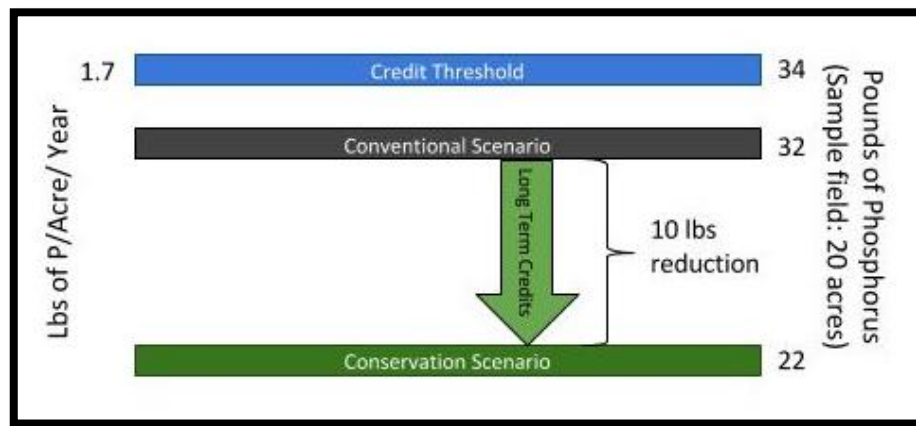 1.7
Credit Threshold
34
Conventional Scenario
32
Lbs of P/Acre/ Year
Long Term Credits
10 lbs
reduction
Pounds of Phosphorus
(Sample field: 20 acres)
Conservation Scenario
22